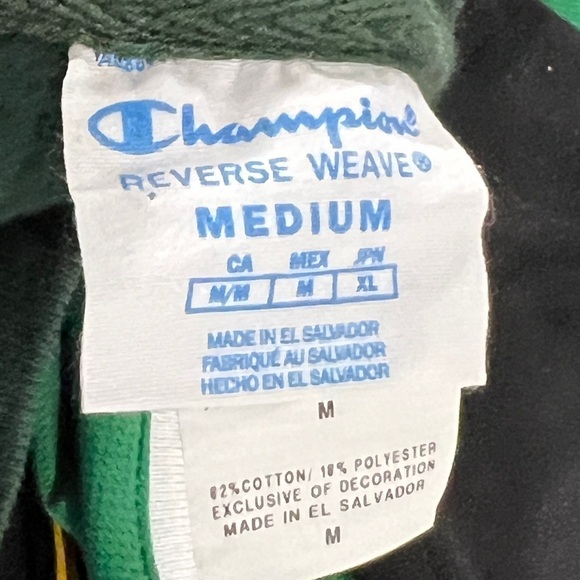 Champion
REVERSE WEAVE®
MEDIUM
CA MEX JPN
M/M M XL
MADE IN EL SALVADOR
FABRIQUÉ AU SALVADOR
HECHO EN EL SALVADOR
M
82%COTTON/ 18% POLYESTER
EXCLUSIVE OF DECORATION
MADE IN EL SALVADOR
M